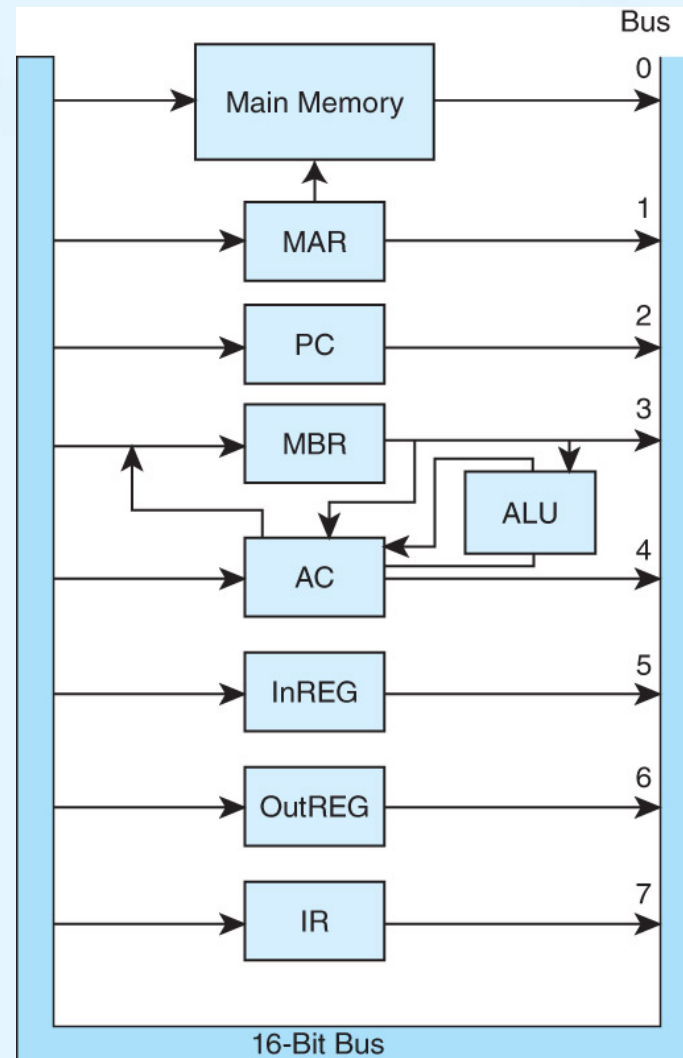 Bus
0
Main Memory
1
MAR
2
PC
3
MBR
ALU
4
AC
5
InREG
6
OutREG
7
IR
16-Bit Bus